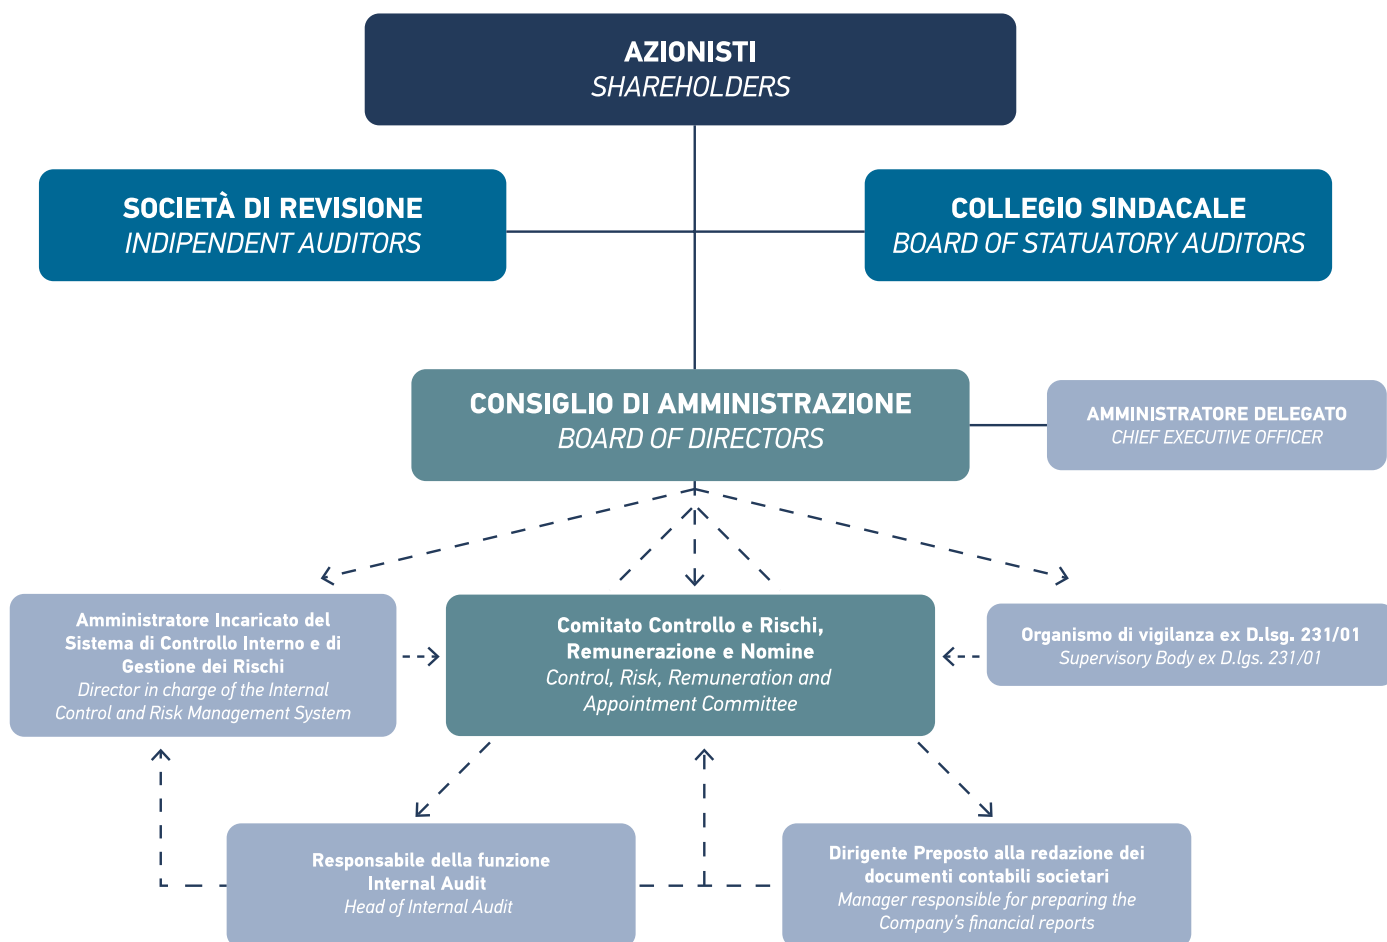 AZIONISTI
SHAREHOLDERS
SOCIETÀ DI REVISIONE
INDIPENDENT AUDITORS
COLLEGIO SINDACALE
BOARD OF STATUATORY AUDITORS
CONSIGLIO DI AMMINISTRAZIONE
BOARD OF DIRECTORS
AMMINISTRATORE DELEGATO
CHIEF EXECUTIVE OFFICER
Amministratore Incaricato del
Sistema di Controllo Interno e di
Gestione dei Rischi
Director in charge of the Internal
Control and Risk Management System
Comitato Controllo e Rischi,
Remunerazione e Nomine
Control, Risk, Remuneration and
Appointment Committee
Organismo di vigilanza ex D.lsg. 231/01
Supervisory Body ex D.lgs. 231/01
Responsabile della funzione
Internal Audit
Head of Internal Audit
Dirigente Preposto alla redazione dei
documenti contabili societari
Manager responsible for preparing the
Company's financial reports